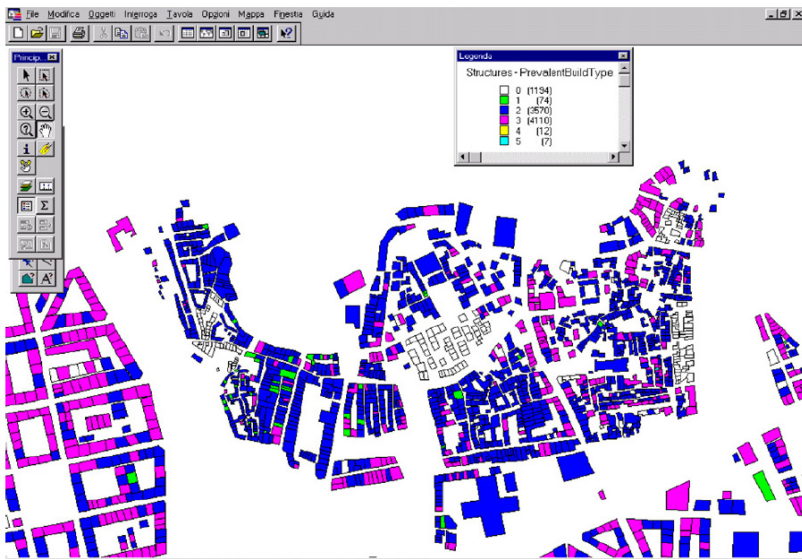 File Modifica Oggetti Interroga Tavola Opzioni Mappa Finestra Guida
Princip...
Legenda
Structures - PrevalentBuildType
0 (1194)
1 (74)
2 (3570)
3 (4110)
4 (12)
5 (7)